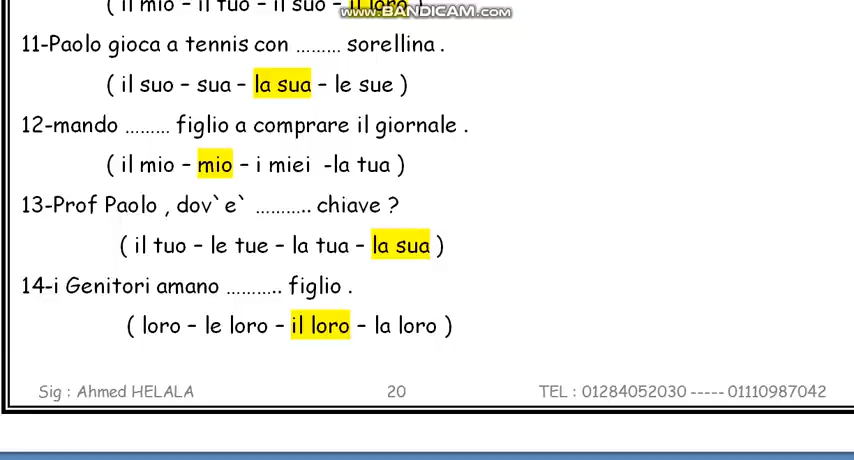 ( il mio – il tuo – il suo – il loro )
www.BANDICAM.com
11-Paolo gioca a tennis con ......... sorellina .
( il suo – sua – la sua – le sue )
12-mando ......... figlio a comprare il giornale .
( il mio – mio – i miei -la tua )
13-Prof Paolo , dov`e` ........... chiave ?
( il tuo – le tue – la tua – la sua )
14-i Genitori amano ........... figlio .
( loro – le loro – il loro – la loro )
Sig : Ahmed HELALA 20 TEL : 01284052030 ----- 01110987042